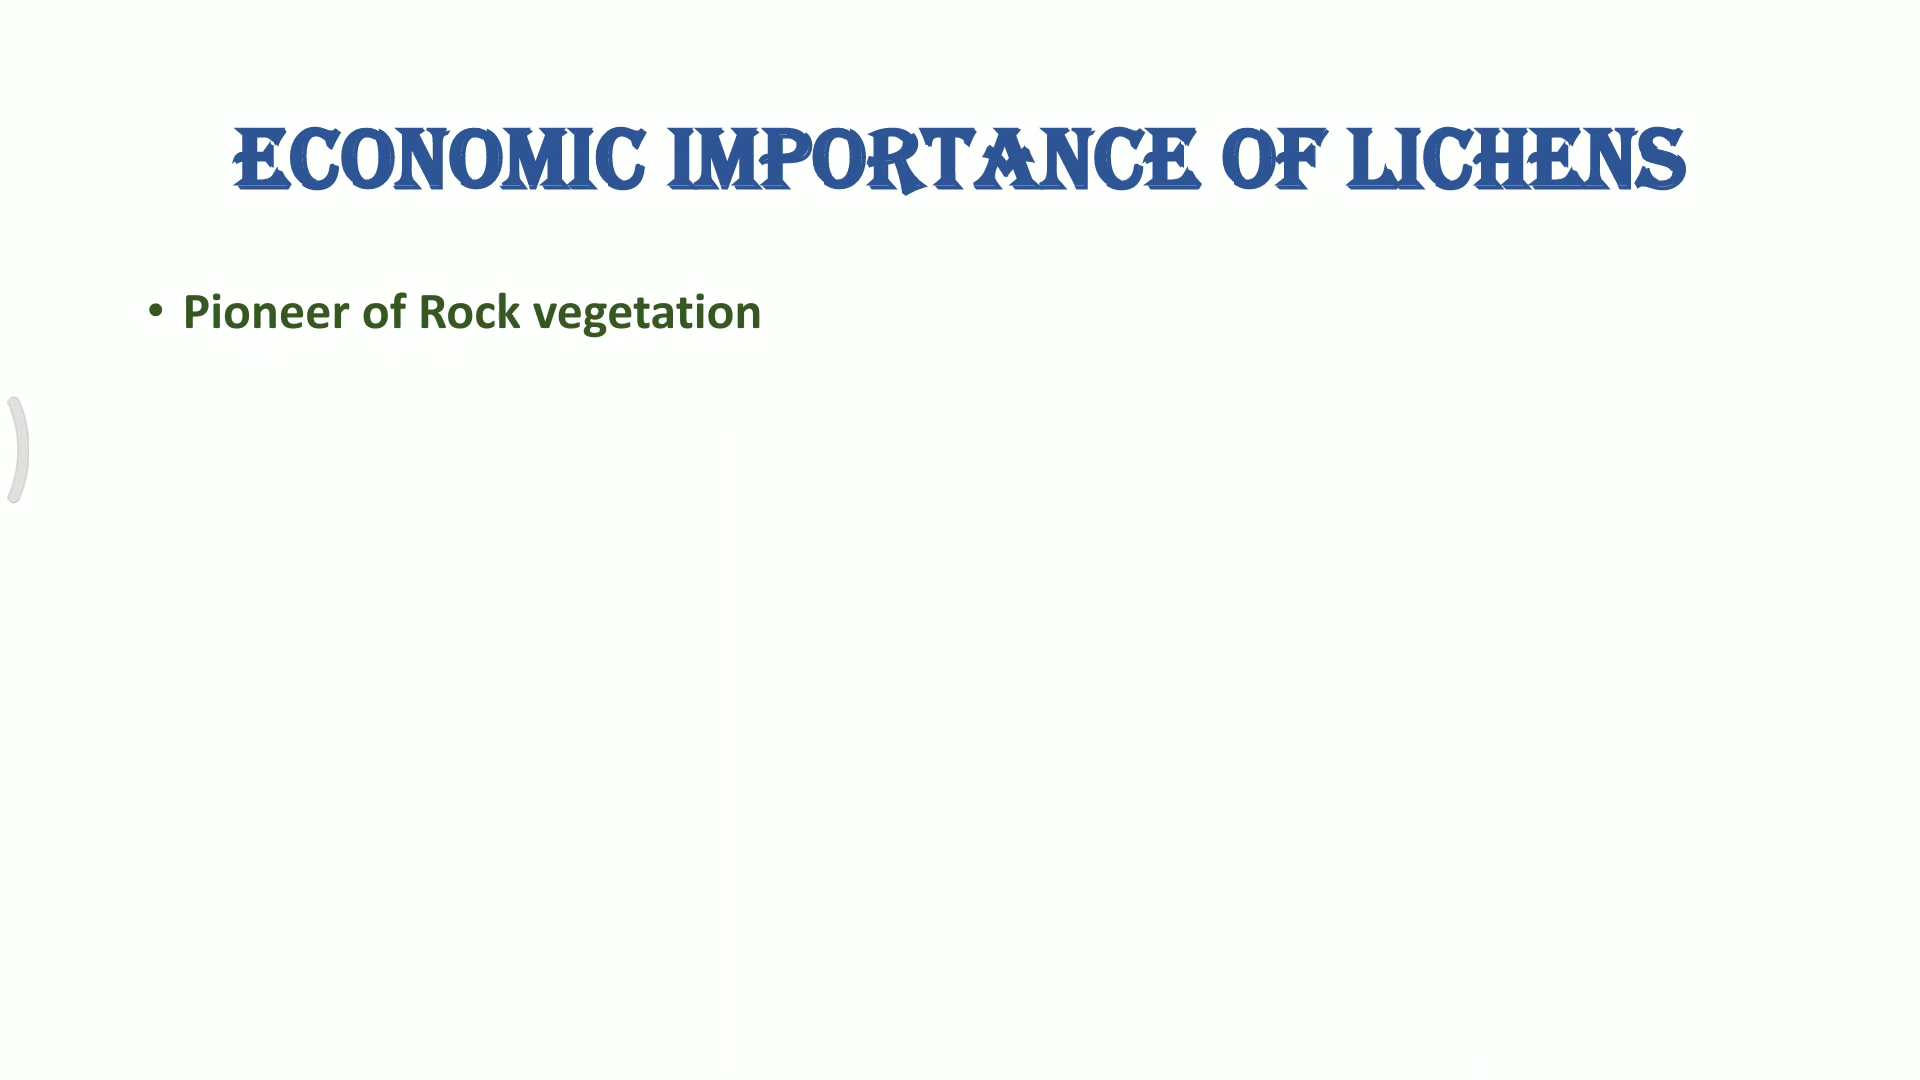 ECONOMIC IMPORTANCE OF LICHENS
• Pioneer of Rock vegetation